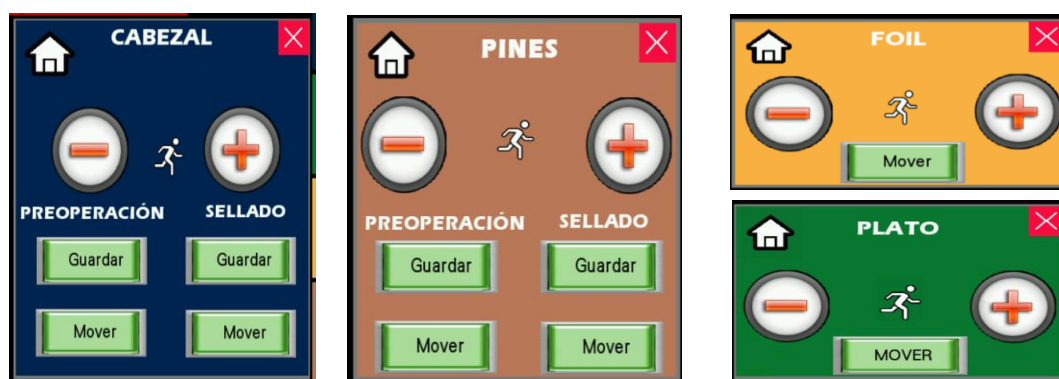 CABEZAL
PREOPERACIÓN SELLADO
Guardar Guardar
Mover Mover
PINES
PREOPERACIÓN SELLADO
Guardar Guardar
Mover Mover
FOIL
Mover
PLATO
MOVER